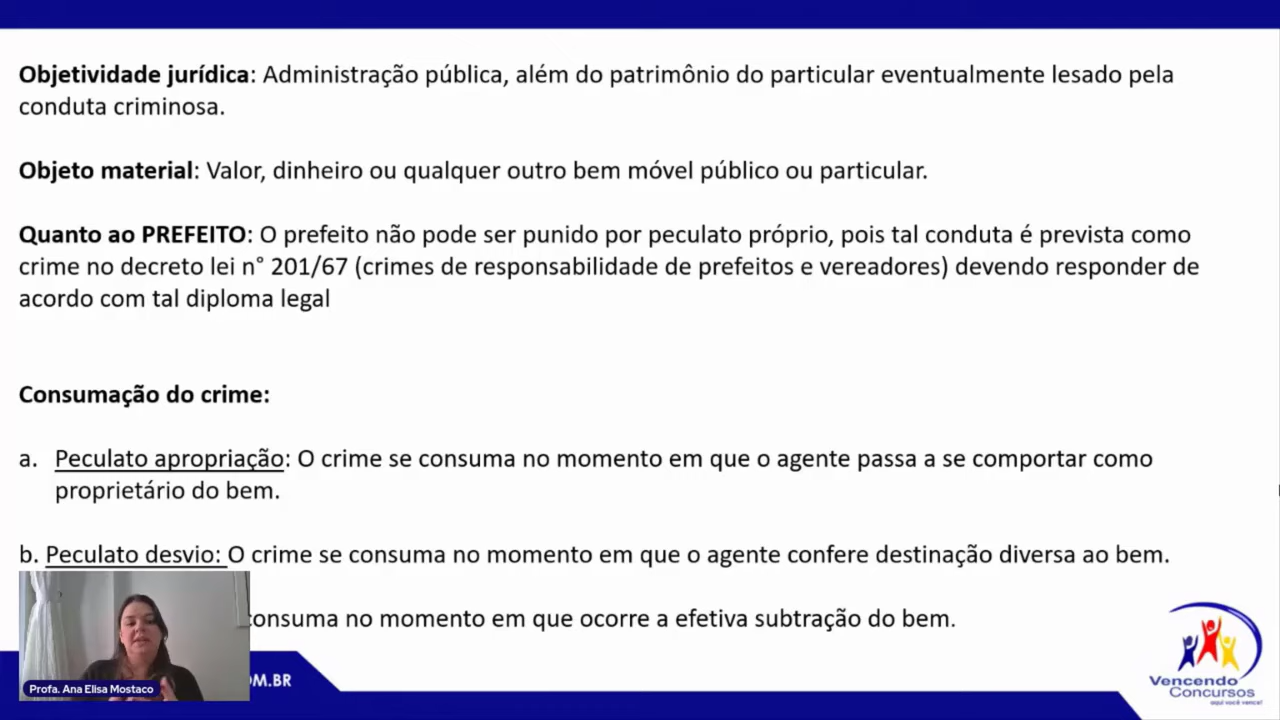 Objetividade jurídica: Administração pública, além do patrimônio do particular eventualmente lesado pela
conduta criminosa.
Objeto material: Valor, dinheiro ou qualquer outro bem móvel público ou particular.
Quanto ao PREFEITO: O prefeito não pode ser punido por peculato próprio, pois tal conduta é prevista como
crime no decreto lei n° 201/67 (crimes de responsabilidade de prefeitos e vereadores) devendo responder de
acordo com tal diploma legal
Consumação do crime:
a. Peculato apropriação: O crime se consuma no momento em que o agente passa a se comportar como
proprietário do bem.
b. Peculato desvio: O crime se consuma no momento em que o agente confere destinação diversa ao bem.
consuma no momento em que ocorre a efetiva subtração do bem.
Profa. Ana Elisa Mostaco
OM.BR
Vencendo
Concursos
aqui você vence!